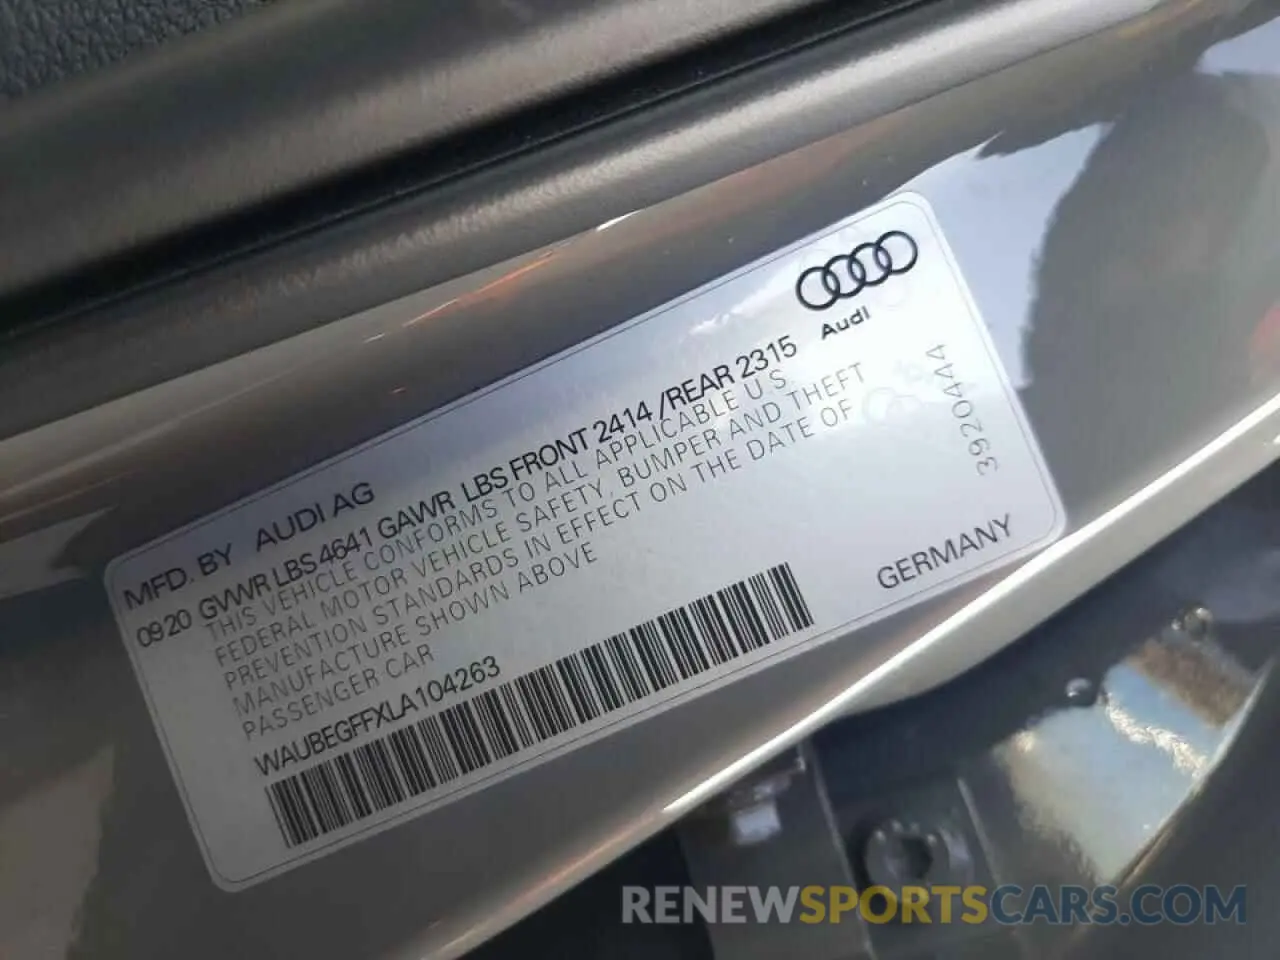 Audi
MFD. BY AUDI AG
0920 GVWR LBS 4641 GAWR LBS FRONT 2414 /REAR 2315
THIS VEHICLE CONFORMS TO ALL APPLICABLE U.S.
FEDERAL MOTOR VEHICLE SAFETY, BUMPER AND THEFT
PREVENTION STANDARDS IN EFFECT ON THE DATE OF
MANUFACTURE SHOWN ABOVE
PASSENGER CAR
WAUBEGFFXLA104263
GERMANY
3920444
RENEWSPORTSCARS.COM